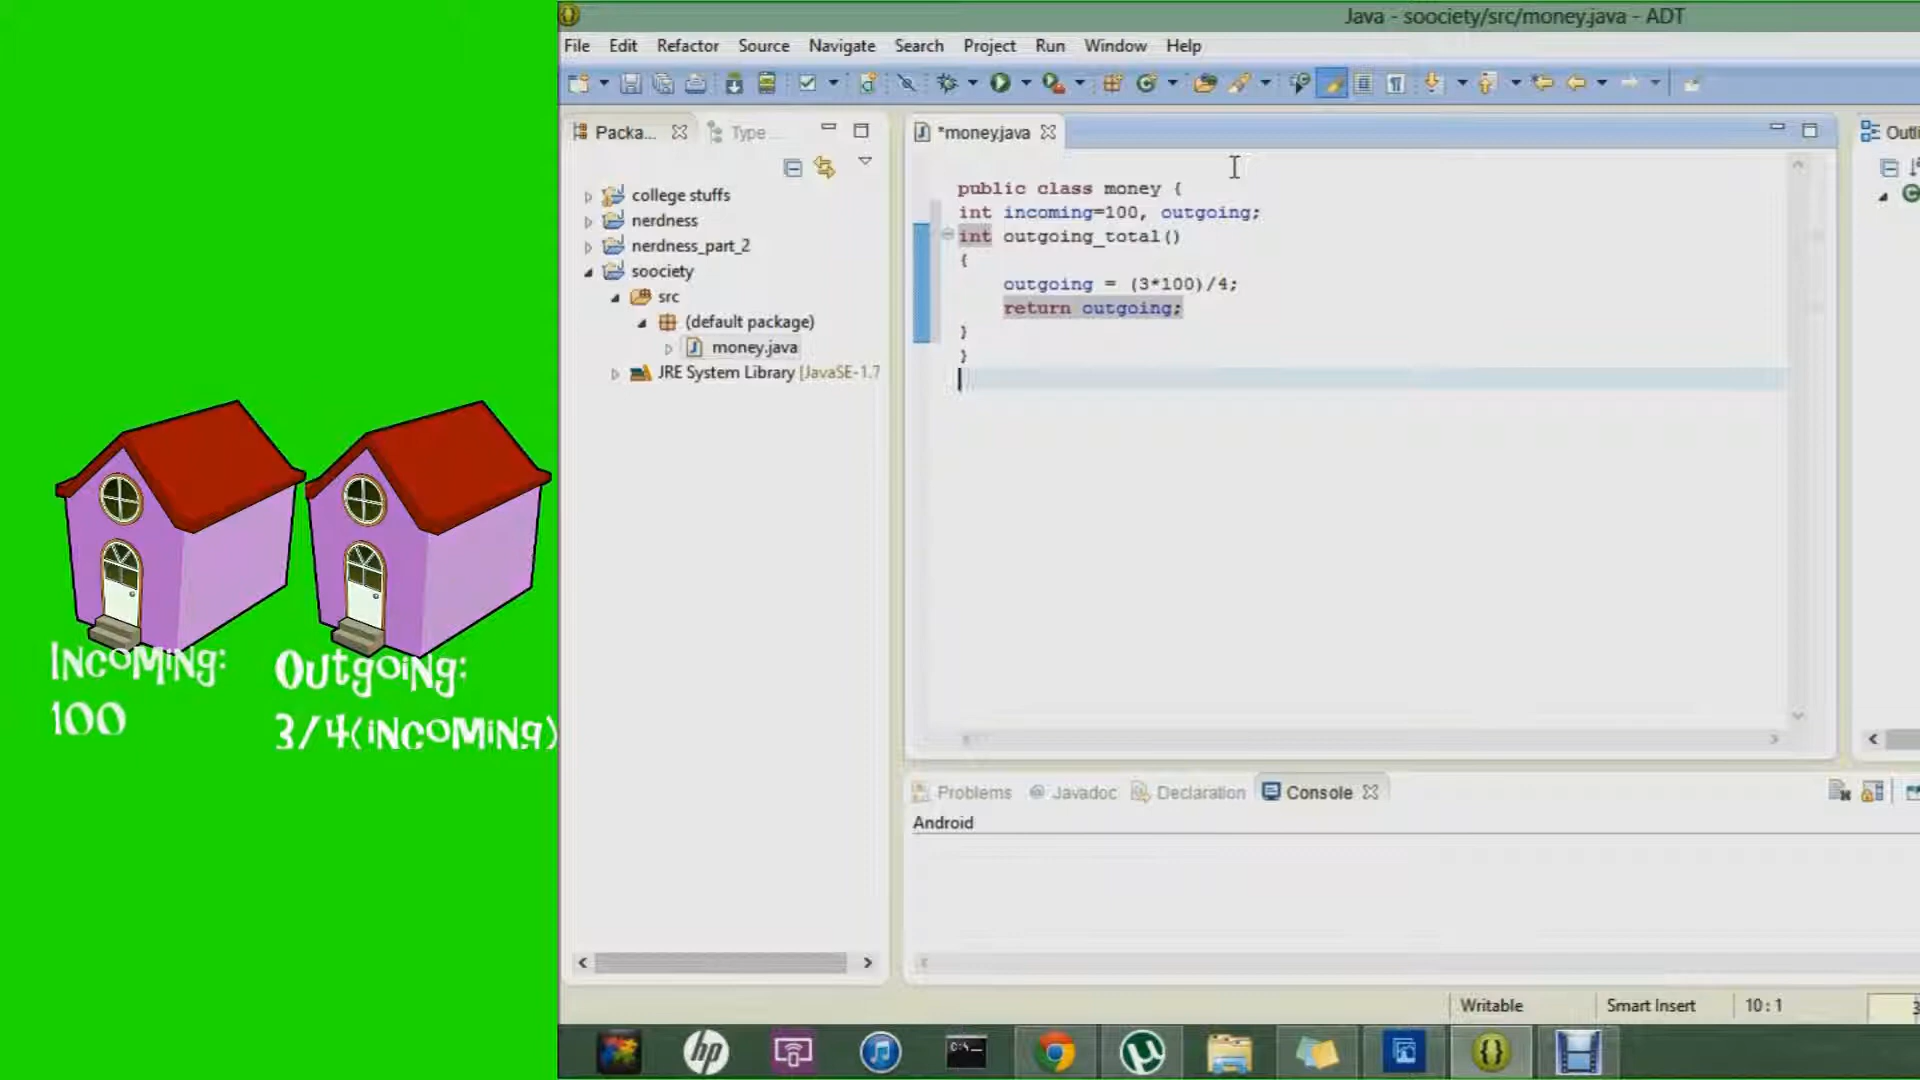 Java - soociety/src/money.java - ADT
File Edit Refactor Source Navigate Search Project Run Window Help
Packa... Type
*money.java
Outli
college stuffs
nerdness
nerdness_part_2
soociety
src
(default package)
money.java
JRE System Library [JavaSE-1.7
public class money {
int incoming=100, outgoing;
int outgoing_total()
{
outgoing = (3*100)/4;
return outgoing;
}
}
Incoming:
100
Outgoing:
3/4(incoming)
Problems Javadoc Declaration Console
Android
Writable Smart Insert 10 : 1
hp